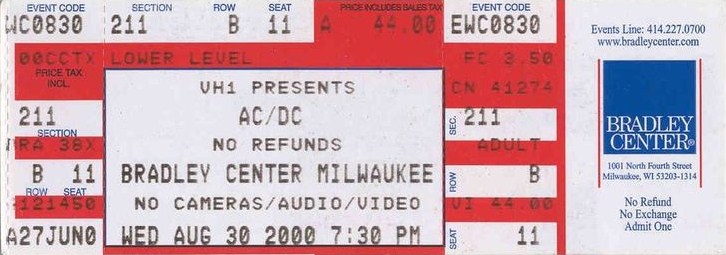 EVENT CODE SECTION ROW SEAT PRICE INCLUDES SALES TAX EVENT CODE
WC0830 211 B 11 A 44.00 EWC0830
00CCTX LOWER LEVEL FC 3.50
PRICE TAX
INCL.
VH1 PRESENTS
CN 41274
211
SECTION
AC/DC
SEC.
211
RA 38X
NO REFUNDS
ADULT
B 11
ROW SEAT
BRADLEY CENTER MILWAUKEE
ROW
B
121450
NO CAMERAS/AUDIO/VIDEO
VI 44.00
A27JUN0
WED AUG 30 2000 7:30 PM
SEAT
11
Events Line: 414.227.0700
www.bradleycenter.com
BRADLEY
CENTER®
1001 North Fourth Street
Milwaukee, WI 53203-1314
No Refund
No Exchange
Admit One